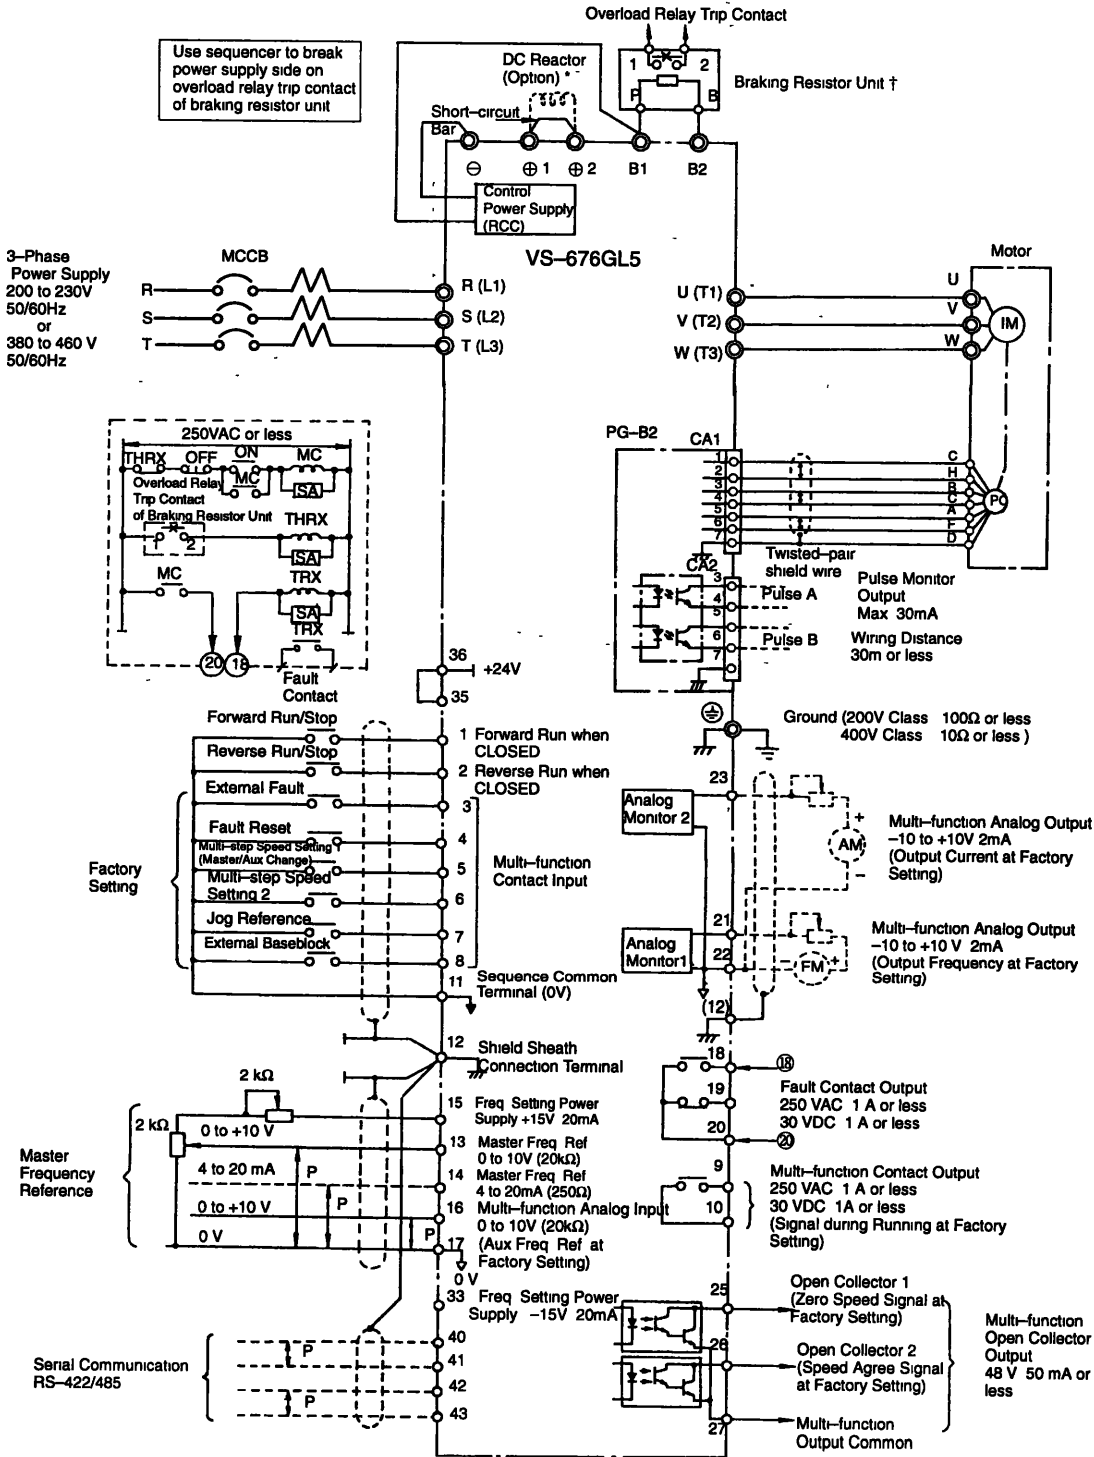 Overload Relay Trip Contact
Use sequencer to break
power supply side on
overload relay trip contact
of braking resistor unit
DC Reactor
(Option) *
1 2
P B
Braking Resistor Unit †
Short-circuit
Bar
⊖ ⊕ 1 ⊕ 2 B1 B2
Control
Power Supply
(RCC)
VS-676GL5
3-Phase
Power Supply
200 to 230V
50/60Hz
or
380 to 460 V
50/60Hz
MCCB
R
S
T
R (L1)
S (L2)
T (L3)
U (T1)
V (T2)
W (T3)
Motor
U
V
W
IM
250VAC or less
THRX OFF ON MC
MC
SA
Overload Relay
Trip Contact
of Braking Resistor Unit
1 2
THRX
SA
MC
TRX
SA
TRX
20 18
Fault
Contact
PG-B2
CA1
1
2
3
4
5
6
7
C
H
B
C
A
F
D
PG
Twisted-pair
shield wire
CA2
3
4
5
6
7
Pulse A
Pulse B
Pulse Monitor
Output
Max 30mA
Wiring Distance
30m or less
36
+24V
35
Ground (200V Class 100Ω or less
400V Class 10Ω or less )
Forward Run/Stop
1 Forward Run when
CLOSED
Reverse Run/Stop
2 Reverse Run when
CLOSED
Factory
Setting
External Fault
3
Fault Reset
4
Multi-step Speed Setting
(Master/Aux Change)
5
Multi-step Speed
Setting 2
6
Jog Reference
7
External Baseblock
8
Multi-function
Contact Input
11 Sequence Common
Terminal (0V)
12 Shield Sheath
Connection Terminal
23
Analog
Monitor 2
AM
+
−
Multi-function Analog Output
-10 to +10V 2mA
(Output Current at Factory
Setting)
21
Analog
Monitor1
22
FM
− +
Multi-function Analog Output
-10 to +10 V 2mA
(Output Frequency at Factory
Setting)
(12)
18
⑱
19
20
⑳
Fault Contact Output
250 VAC 1 A or less
30 VDC 1 A or less
9
10
Multi-function Contact Output
250 VAC 1 A or less
30 VDC 1A or less
(Signal during Running at Factory
Setting)
Master
Frequency
Reference
2 kΩ
2 kΩ
0 to +10 V
4 to 20 mA
0 to +10 V
0 V
P
P
P
15 Freq Setting Power
Supply +15V 20mA
13 Master Freq Ref
0 to 10V (20kΩ)
14 Master Freq Ref
4 to 20mA (250Ω)
16 Multi-function Analog Input
0 to 10V (20kΩ)
17 (Aux Freq Ref at
Factory Setting)
0 V
33 Freq Setting Power
Supply -15V 20mA
Serial Communication
RS-422/485
P
P
40
41
42
43
25
Open Collector 1
(Zero Speed Signal at
Factory Setting)
26
Open Collector 2
(Speed Agree Signal
at Factory Setting)
27
Multi-function
Output Common
Multi-function
Open Collector
Output
48 V 50 mA or
less